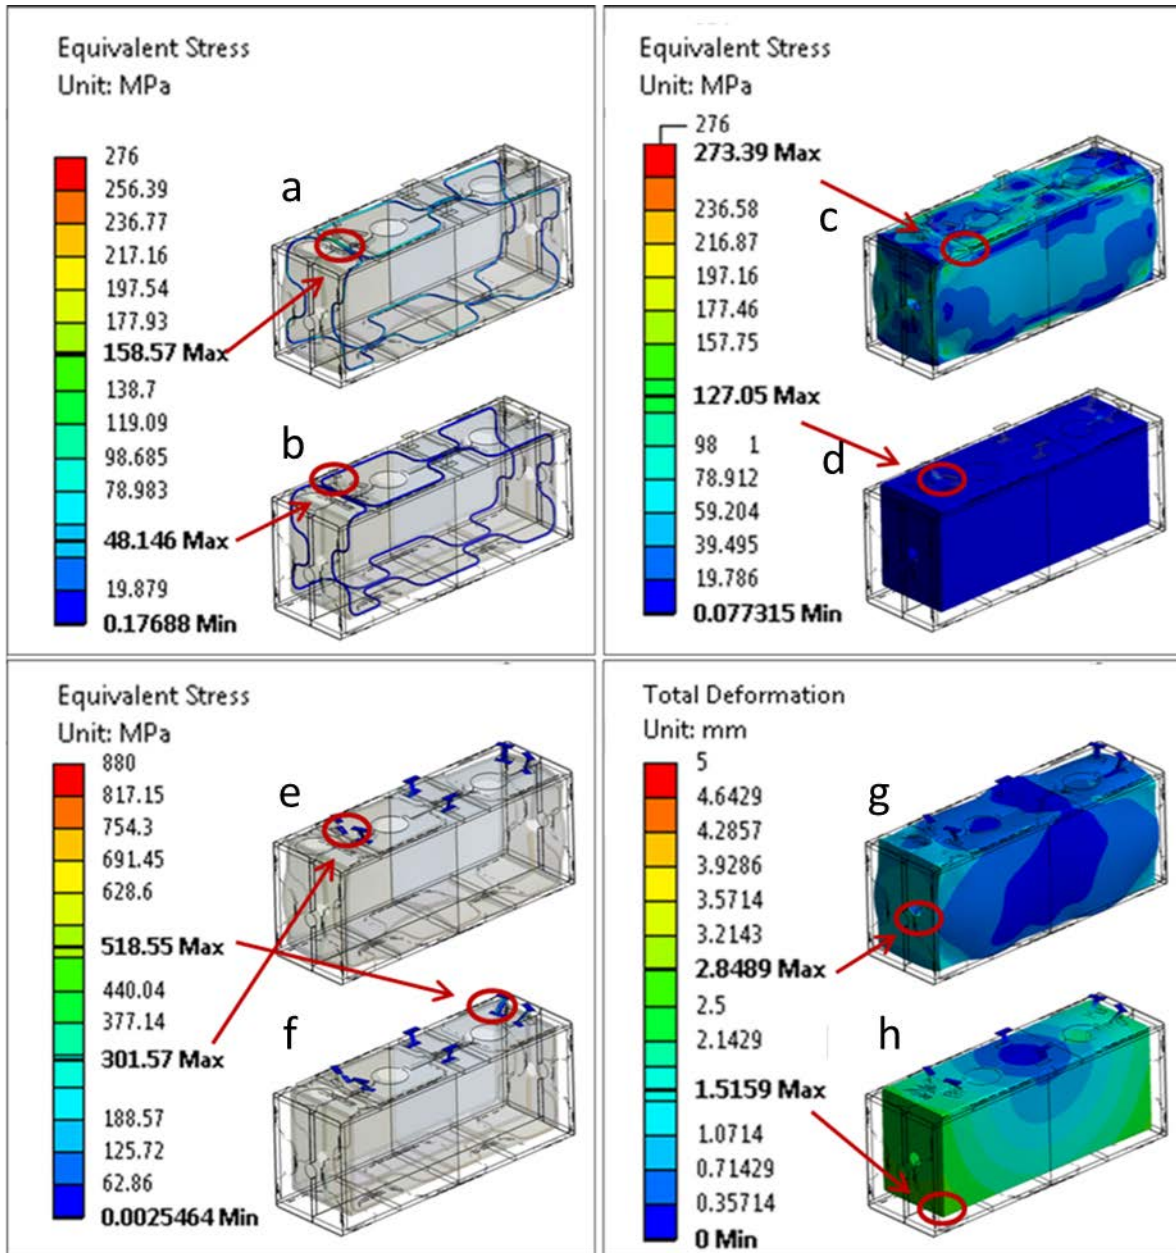 Equivalent Stress
Unit: MPa
276
256.39
236.77
217.16
197.54
177.93
158.57 Max
138.7
119.09
98.685
78.983
48.146 Max
19.879
0.17688 Min
a
b
Equivalent Stress
Unit: MPa
276
273.39 Max
236.58
216.87
197.16
177.46
157.75
127.05 Max
98 1
78.912
59.204
39.495
19.786
0.077315 Min
c
d
Equivalent Stress
Unit: MPa
880
817.15
754.3
691.45
628.6
518.55 Max
440.04
377.14
301.57 Max
188.57
125.72
62.86
0.0025464 Min
e
f
Total Deformation
Unit: mm
5
4.6429
4.2857
3.9286
3.5714
3.2143
2.8489 Max
2.5
2.1429
1.5159 Max
1.0714
0.71429
0.35714
0 Min
g
h